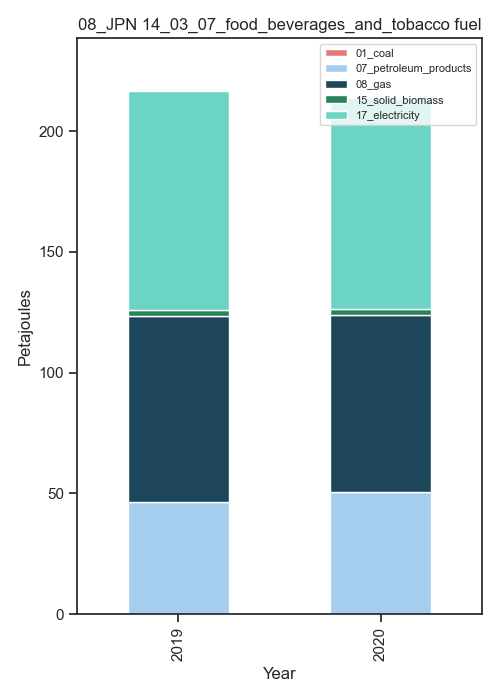 08_JPN 14_03_07_food_beverages_and_tobacco fuel
01_coal
07_petroleum_products
08_gas
15_solid_biomass
17_electricity
200
150
100
50
0
Petajoules
2019
2020
Year